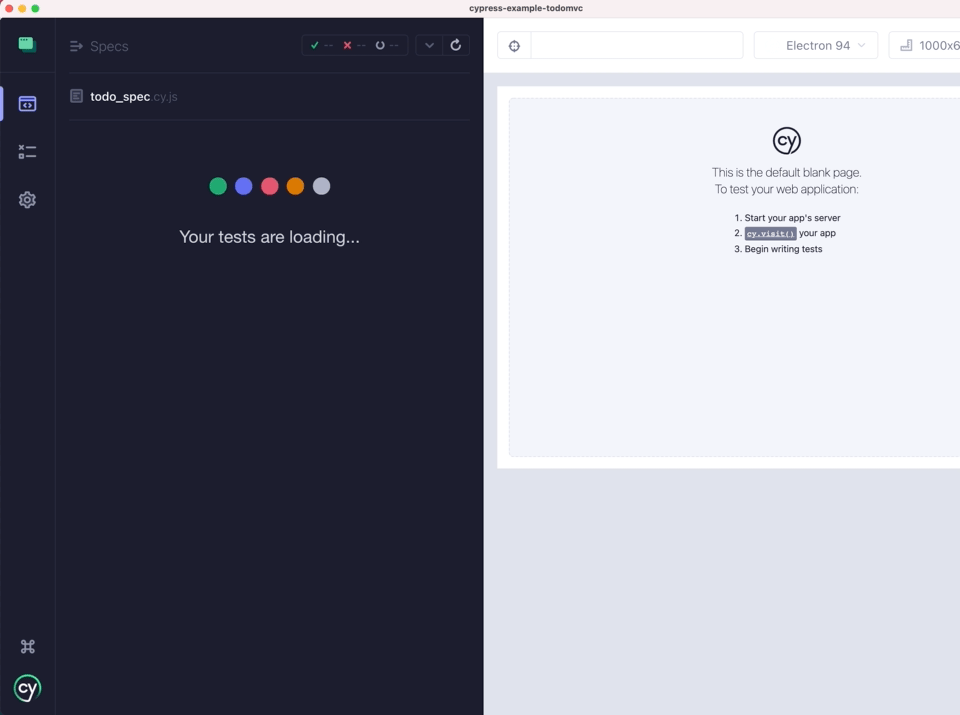 cypress-example-todomvc
Specs
-- -- --
todo_spec.cy.js
Your tests are loading...
Electron 94
1000x6
cy
This is the default blank page.
To test your web application:
1. Start your app's server
2. cy.visit() your app
3. Begin writing tests
cy